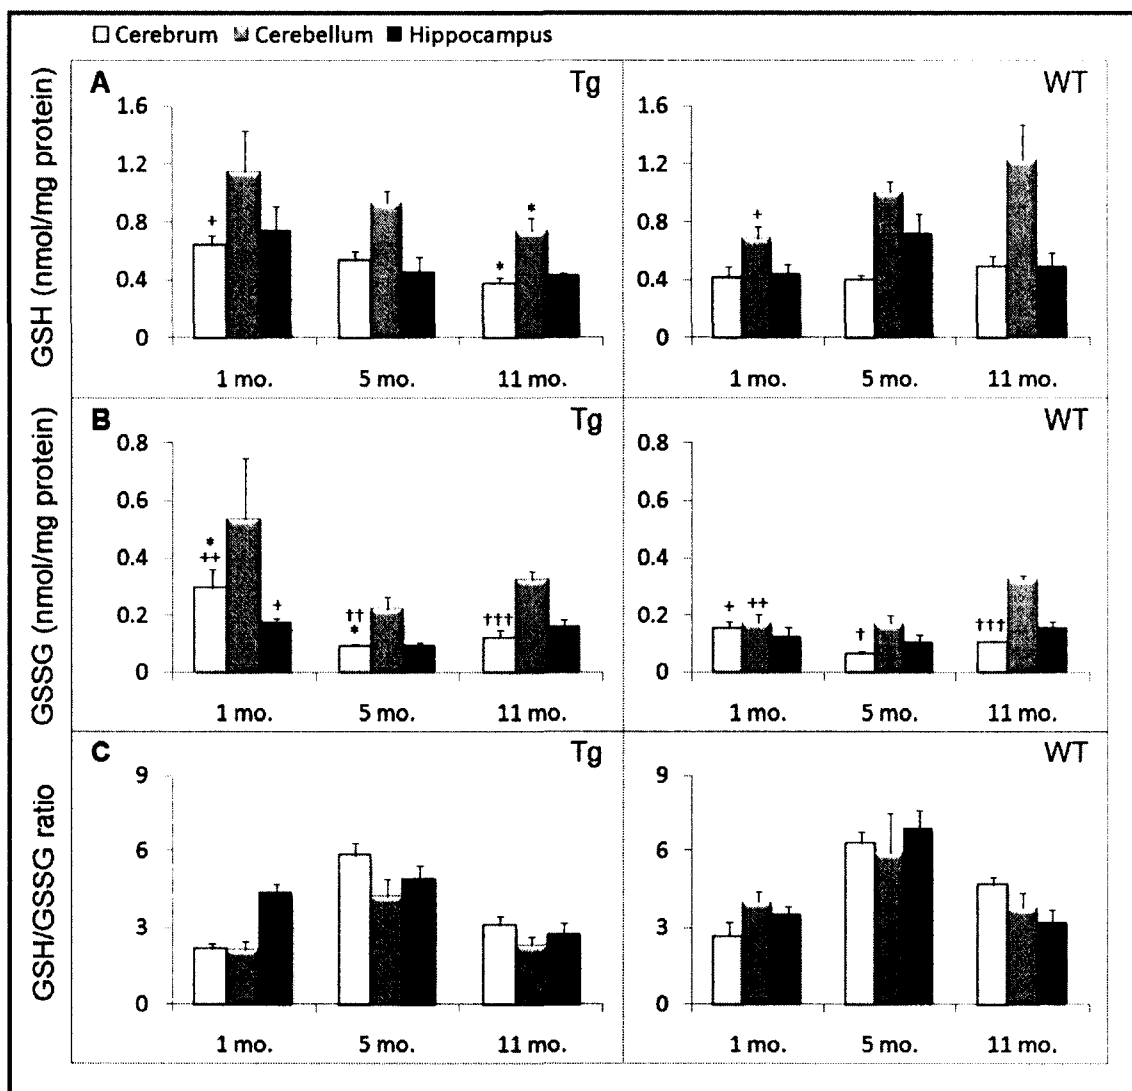 Cerebrum Cerebellum Hippocampus
A Tg WT
GSH (nmol/mg protein)
1.6 1.6
1.2 1.2
0.8 0.8
0.4 0.4
0 0
+ * * +
1 mo. 5 mo. 11 mo. 1 mo. 5 mo. 11 mo.
B Tg WT
GSSG (nmol/mg protein)
0.8 0.8
0.6 0.6
0.4 0.4
0.2 0.2
0 0
*
++ + †† ††† + ++ † †††
*
1 mo. 5 mo. 11 mo. 1 mo. 5 mo. 11 mo.
C Tg WT
GSH/GSSG ratio
9 9
6 6
3 3
0 0
1 mo. 5 mo. 11 mo. 1 mo. 5 mo. 11 mo.